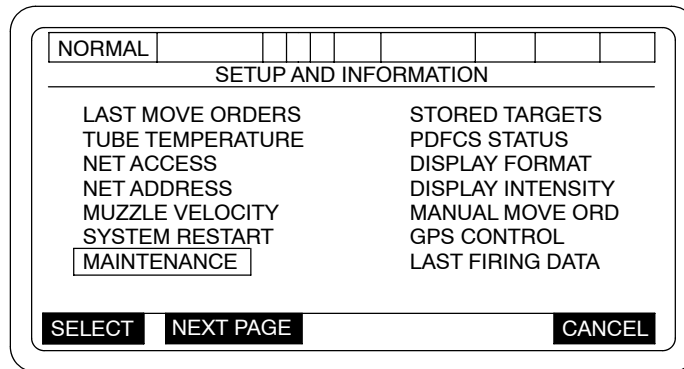 NORMAL
SETUP AND INFORMATION
LAST MOVE ORDERS
TUBE TEMPERATURE
NET ACCESS
NET ADDRESS
MUZZLE VELOCITY
SYSTEM RESTART
MAINTENANCE
STORED TARGETS
PDFCS STATUS
DISPLAY FORMAT
DISPLAY INTENSITY
MANUAL MOVE ORD
GPS CONTROL
LAST FIRING DATA
SELECT NEXT PAGE CANCEL